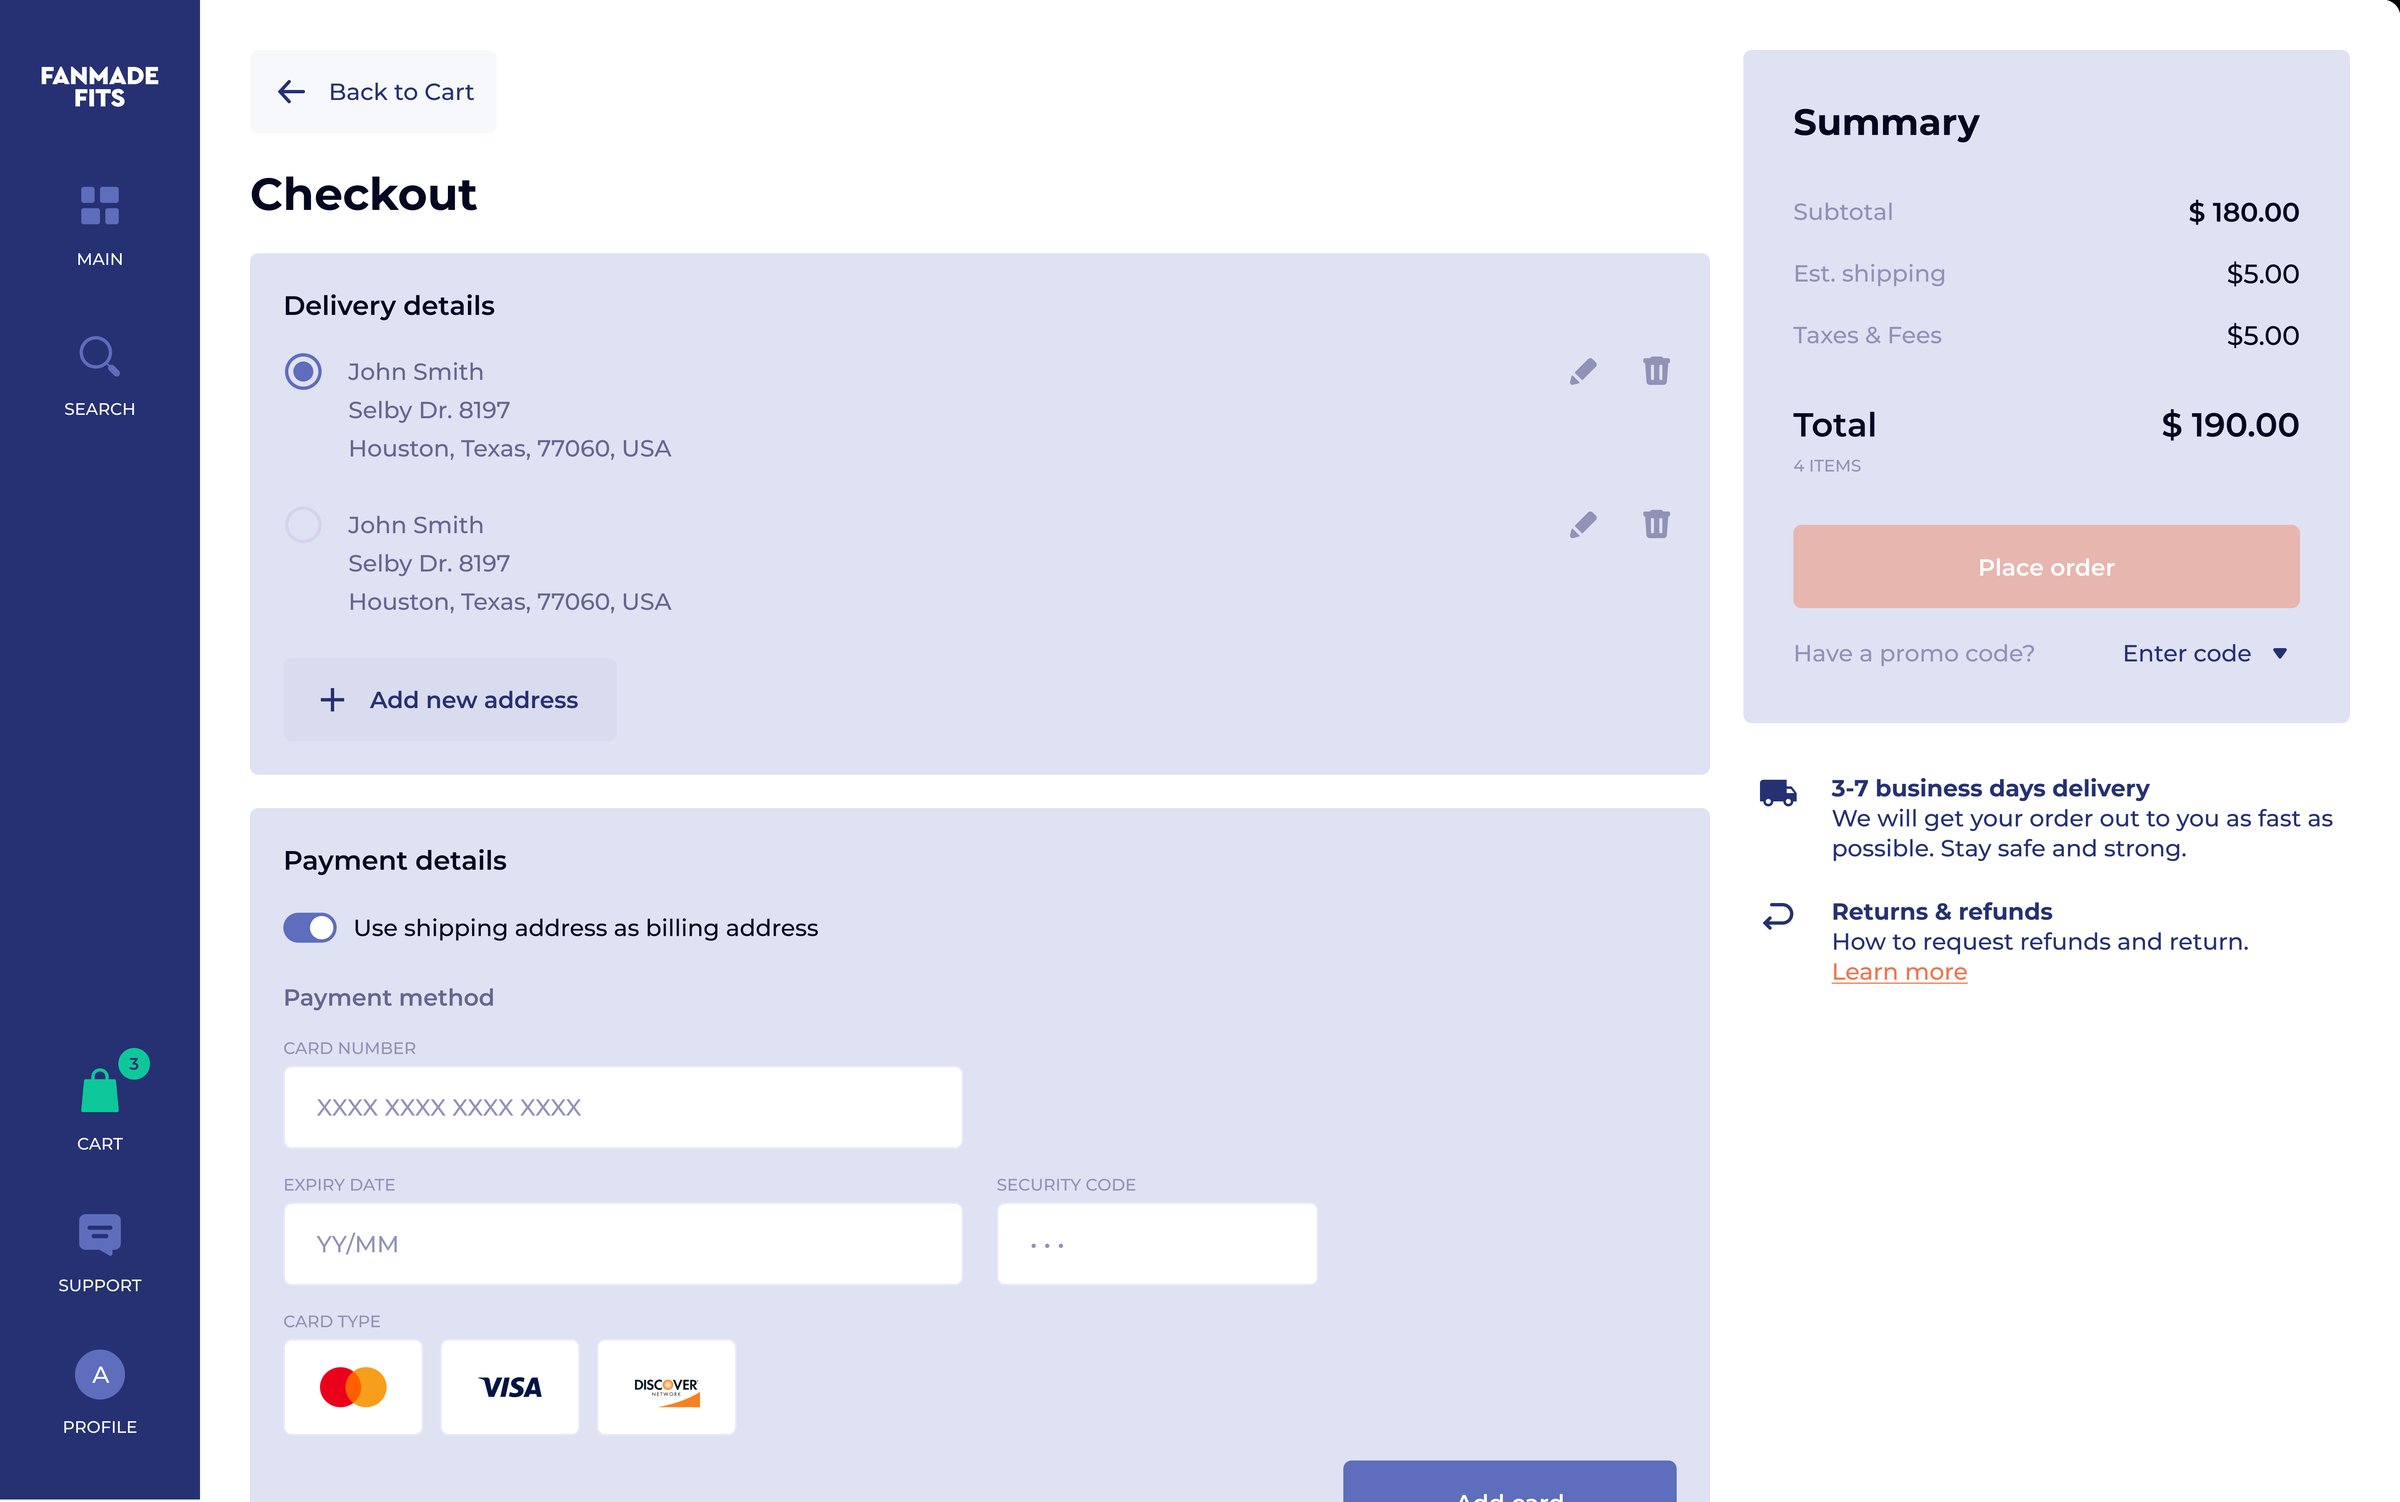 FANMADE
FITS
MAIN
SEARCH
3
CART
SUPPORT
A
PROFILE
Back to Cart
Checkout
Delivery details
John Smith
Selby Dr. 8197
Houston, Texas, 77060, USA
John Smith
Selby Dr. 8197
Houston, Texas, 77060, USA
Add new address
Payment details
Use shipping address as billing address
Payment method
CARD NUMBER
XXXX XXXX XXXX XXXX
EXPIRY DATE
YY/MM
SECURITY CODE
...
CARD TYPE
VISA
DISCOVER
NETWORK
Add card
Summary
Subtotal $ 180.00
Est. shipping $5.00
Taxes & Fees $5.00
Total $ 190.00
4 ITEMS
Place order
Have a promo code? Enter code
3-7 business days delivery
We will get your order out to you as fast as
possible. Stay safe and strong.
Returns & refunds
How to request refunds and return.
Learn more